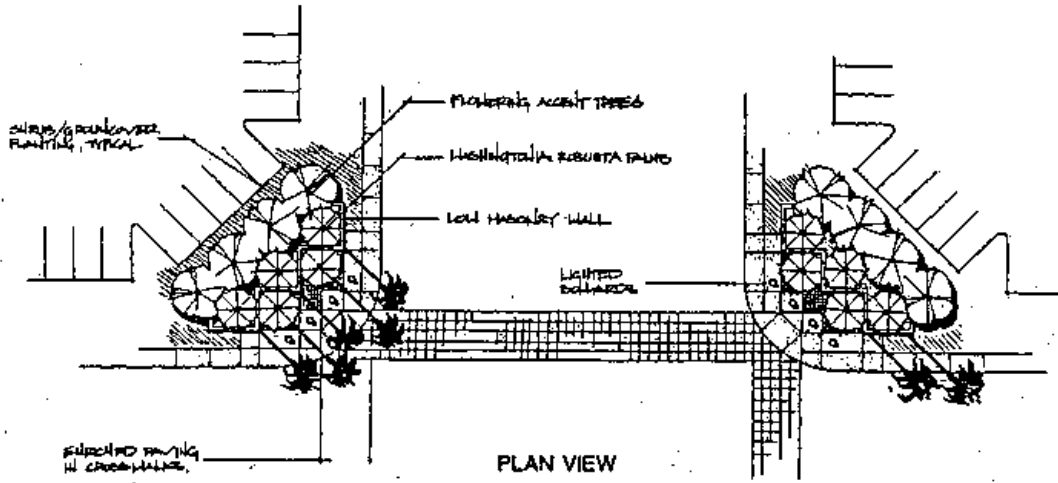 FLOWERING ACCENT TREES
SHRUB/GROUNDCOVER
PLANTING, TYPICAL
WASHINGTONIA ROBUSTA PALMS
LOW MASONRY WALL
LIGHTED
BOLLARDS
ENRICHED PAVING
IN CROSSWALKS.
PLAN VIEW